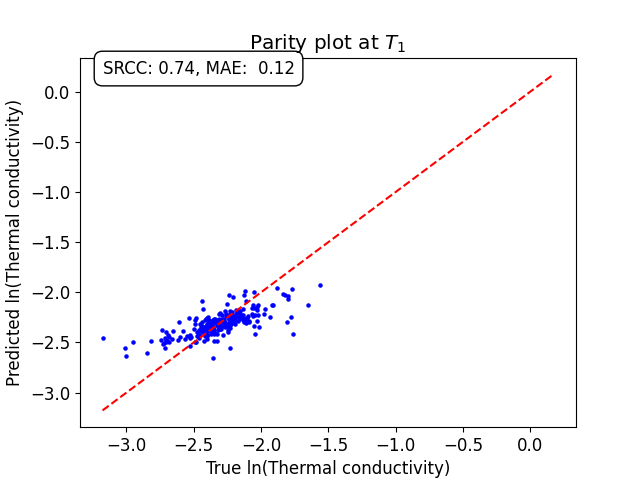 Parity plot at $T_1$
SRCC: 0.74, MAE:  0.12
Predicted ln(Thermal conductivity)
0.0
−0.5
−1.0
−1.5
−2.0
−2.5
−3.0
−3.0 −2.5 −2.0 −1.5 −1.0 −0.5 0.0
True ln(Thermal conductivity)